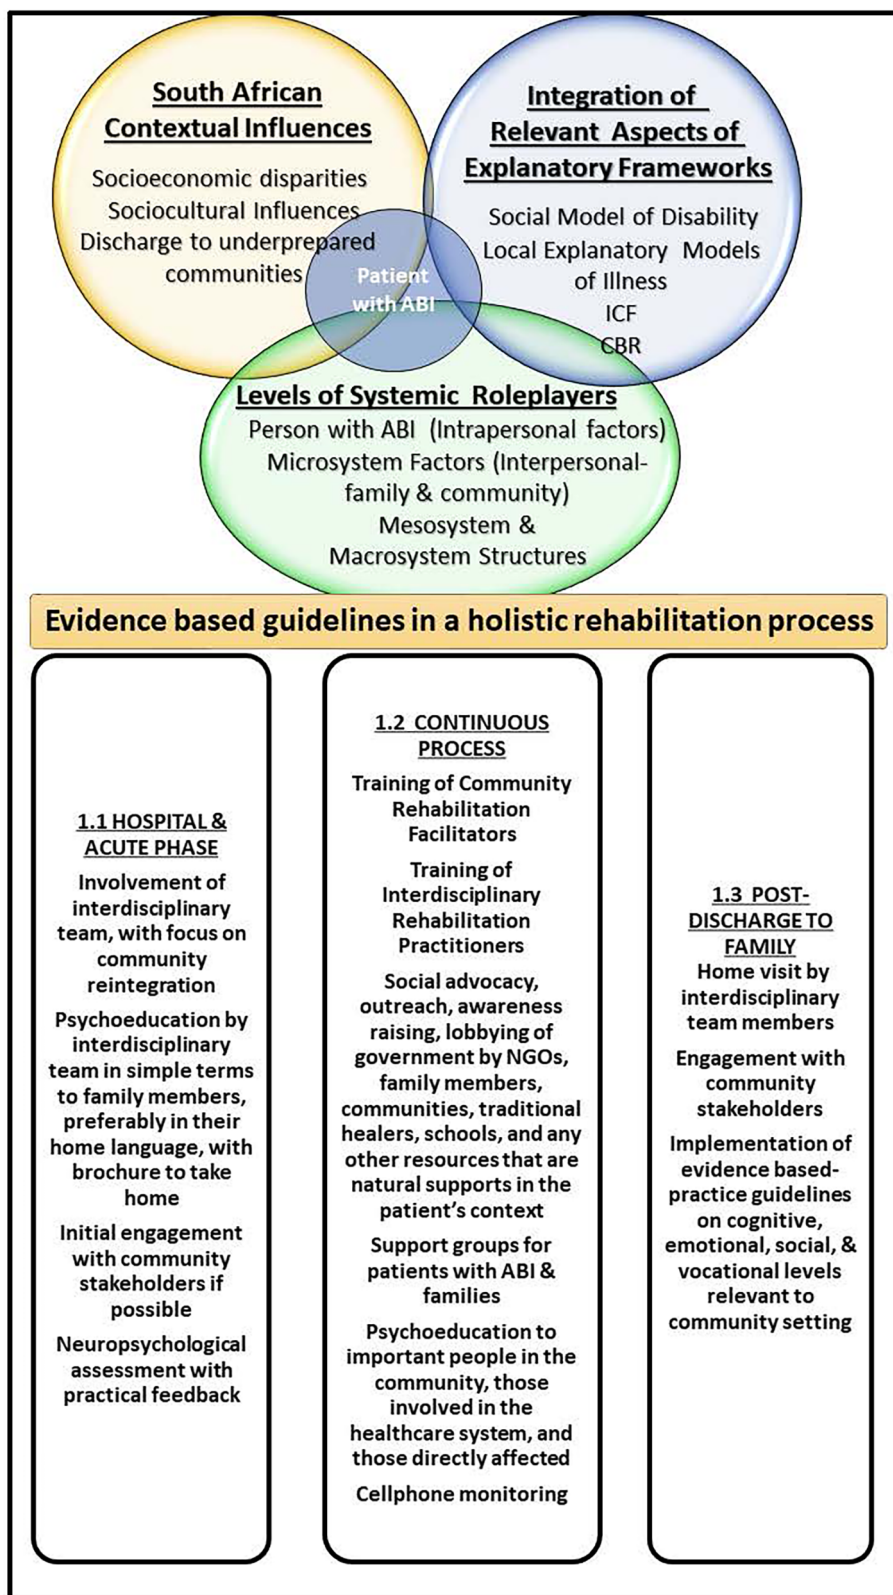 South African
Contextual Influences
Socioeconomic disparities
Sociocultural Influences
Discharge to underprepared
communities
Integration of
Relevant Aspects of
Explanatory Frameworks
Social Model of Disability
Local Explanatory Models
of Illness
ICF
CBR
Patient
with ABI
Levels of Systemic Roleplayers
Person with ABI (Intrapersonal factors)
Microsystem Factors (Interpersonal-
family & community)
Mesosystem &
Macrosystem Structures
Evidence based guidelines in a holistic rehabilitation process
1.1 HOSPITAL &
ACUTE PHASE
Involvement of
interdisciplinary
team, with focus on
community
reintegration
Psychoeducation by
interdisciplinary
team in simple terms
to family members,
preferably in their
home language, with
brochure to take
home
Initial engagement
with community
stakeholders if
possible
Neuropsychological
assessment with
practical feedback
1.2 CONTINUOUS
PROCESS
Training of Community
Rehabilitation
Facilitators
Training of
Interdisciplinary
Rehabilitation
Practitioners
Social advocacy,
outreach, awareness
raising, lobbying of
government by NGOs,
family members,
communities, traditional
healers, schools, and any
other resources that are
natural supports in the
patient's context
Support groups for
patients with ABI &
families
Psychoeducation to
important people in the
community, those
involved in the
healthcare system, and
those directly affected
Cellphone monitoring
1.3 POST-
DISCHARGE TO
FAMILY
Home visit by
interdisciplinary
team members
Engagement with
community
stakeholders
Implementation of
evidence based-
practice guidelines
on cognitive,
emotional, social, &
vocational levels
relevant to
community setting